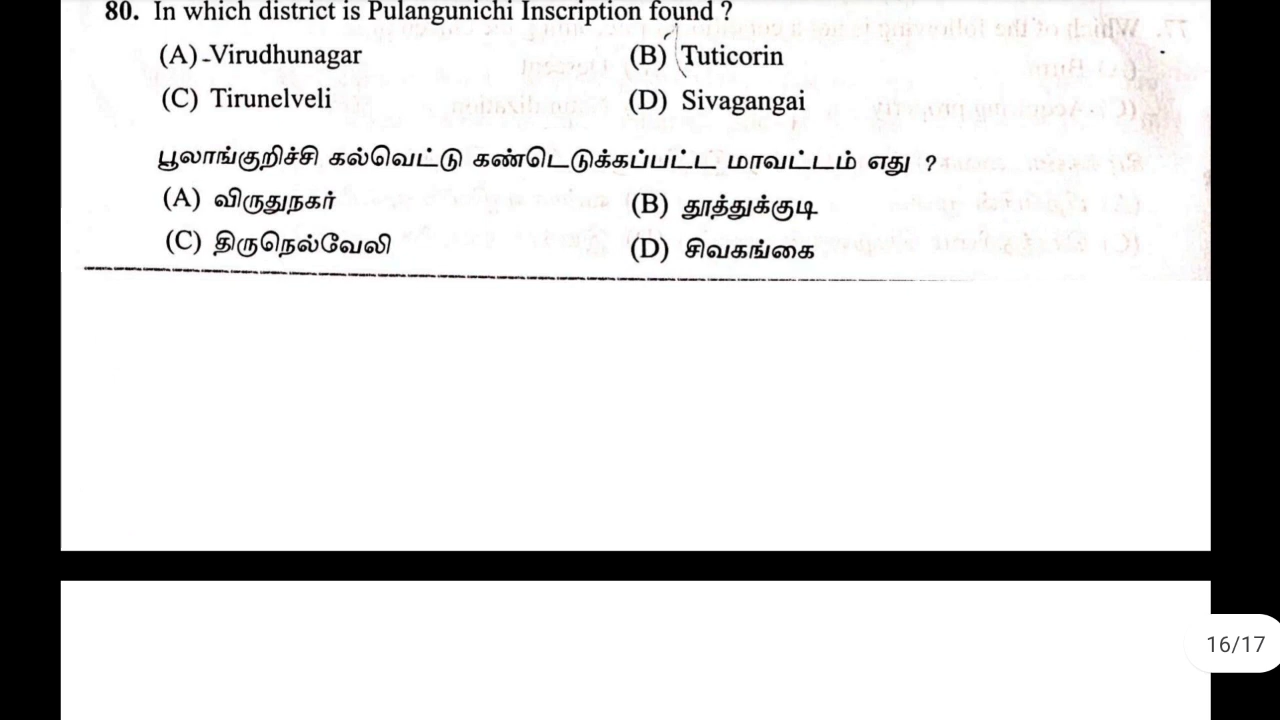 80. In which district is Pulangunichi Inscription found ?
(A) Virudhunagar (B) Tuticorin
(C) Tirunelveli (D) Sivagangai
பூலாங்குறிச்சி கல்வெட்டு கண்டெடுக்கப்பட்ட மாவட்டம் எது ?
(A) விருதுநகர் (B) தூத்துக்குடி
(C) திருநெல்வேலி (D) சிவகங்கை
16/17